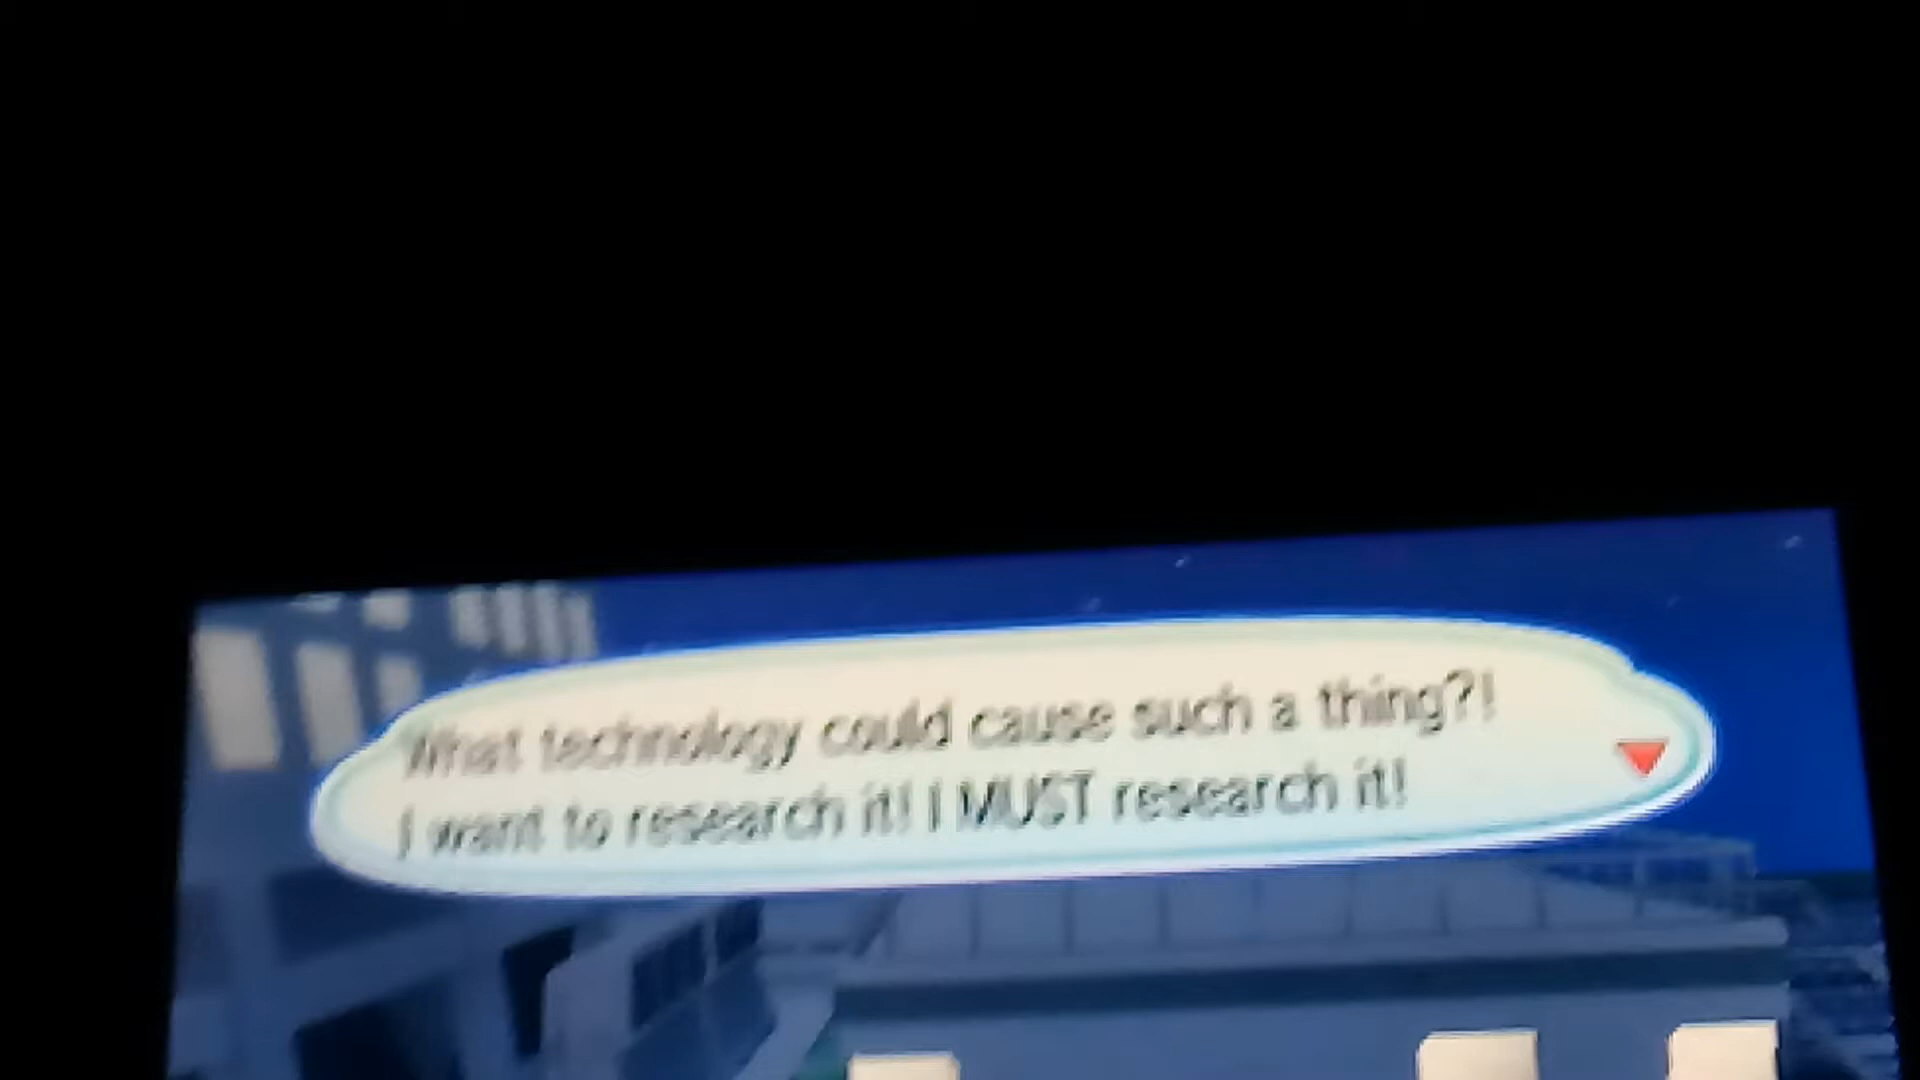 What technology could cause such a thing?!
I want to research it! I MUST research it!